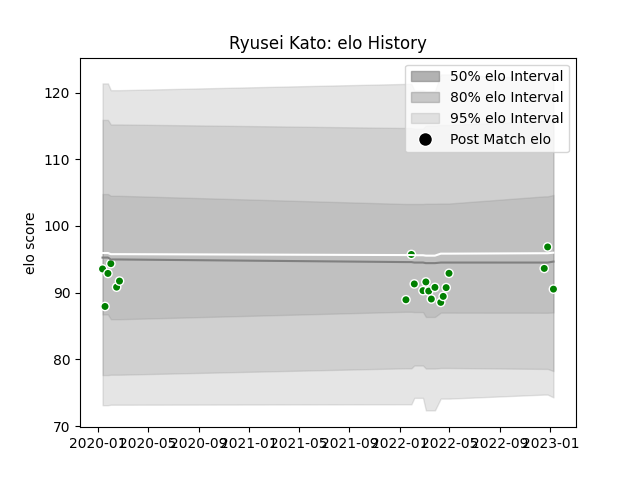 Ryusei Kato: elo History
50% elo Interval
80% elo Interval
95% elo Interval
Post Match elo
elo score
120
110
100
90
80
70
2020-01 2020-05 2020-09 2021-01 2021-05 2021-09 2022-01 2022-05 2022-09 2023-01